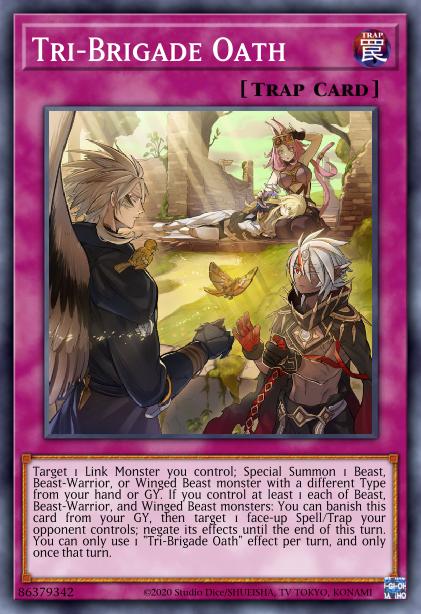 TRI-BRIGADE OATH
TRAP
罠
[TRAP CARD]
Target 1 Link Monster you control; Special Summon 1 Beast,
Beast-Warrior, or Winged Beast monster with a different Type
from your hand or GY. If you control at least 1 each of Beast,
Beast-Warrior, and Winged Beast monsters: You can banish
this card from your GY, then target 1 face-up Spell/Trap your
opponent controls; negate its effects until the end of this turn.
You can only use 1 "Tri-Brigade Oath" effect per turn, and only
once that turn.
86379342
©2020 Studio Dice/SHUEISHA, TV TOKYO, KONAMI